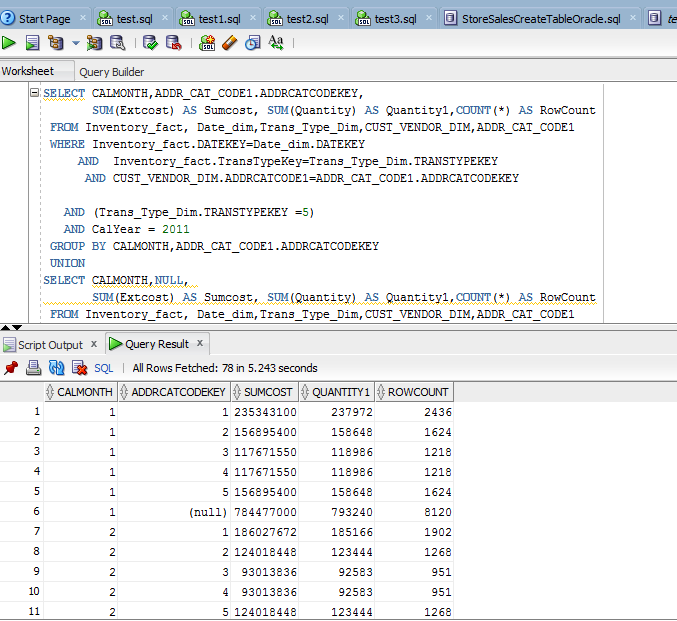 Start Page x test.sql x test1.sql x test2.sql x test3.sql x StoreSalesCreateTableOracle.sql x
Worksheet Query Builder
SELECT CALMONTH,ADDR_CAT_CODE1.ADDRCATCODEKEY,
SUM(Extcost) AS Sumcost, SUM(Quantity) AS Quantity1,COUNT(*) AS RowCount
FROM Inventory_fact, Date_dim,Trans_Type_Dim,CUST_VENDOR_DIM,ADDR_CAT_CODE1
WHERE Inventory_fact.DATEKEY=Date_dim.DATEKEY
AND Inventory_fact.TransTypeKey=Trans_Type_Dim.TRANSTYPEKEY
AND CUST_VENDOR_DIM.ADDRCATCODE1=ADDR_CAT_CODE1.ADDRCATCODEKEY
AND (Trans_Type_Dim.TRANSTYPEKEY =5)
AND CalYear = 2011
GROUP BY CALMONTH,ADDR_CAT_CODE1.ADDRCATCODEKEY
UNION
SELECT CALMONTH,NULL,
SUM(Extcost) AS Sumcost, SUM(Quantity) AS Quantity1,COUNT(*) AS RowCount
FROM Inventory_fact, Date_dim,Trans_Type_Dim,CUST_VENDOR_DIM,ADDR_CAT_CODE1
Script Output x Query Result x
SQL | All Rows Fetched: 78 in 5.243 seconds
CALMONTH ADDRCATCODEKEY SUMCOST QUANTITY1 ROWCOUNT
1 1 1 235343100 237972 2436
2 1 2 156895400 158648 1624
3 1 3 117671550 118986 1218
4 1 4 117671550 118986 1218
5 1 5 156895400 158648 1624
6 1 (null) 784477000 793240 8120
7 2 1 186027672 185166 1902
8 2 2 124018448 123444 1268
9 2 3 93013836 92583 951
10 2 4 93013836 92583 951
11 2 5 124018448 123444 1268